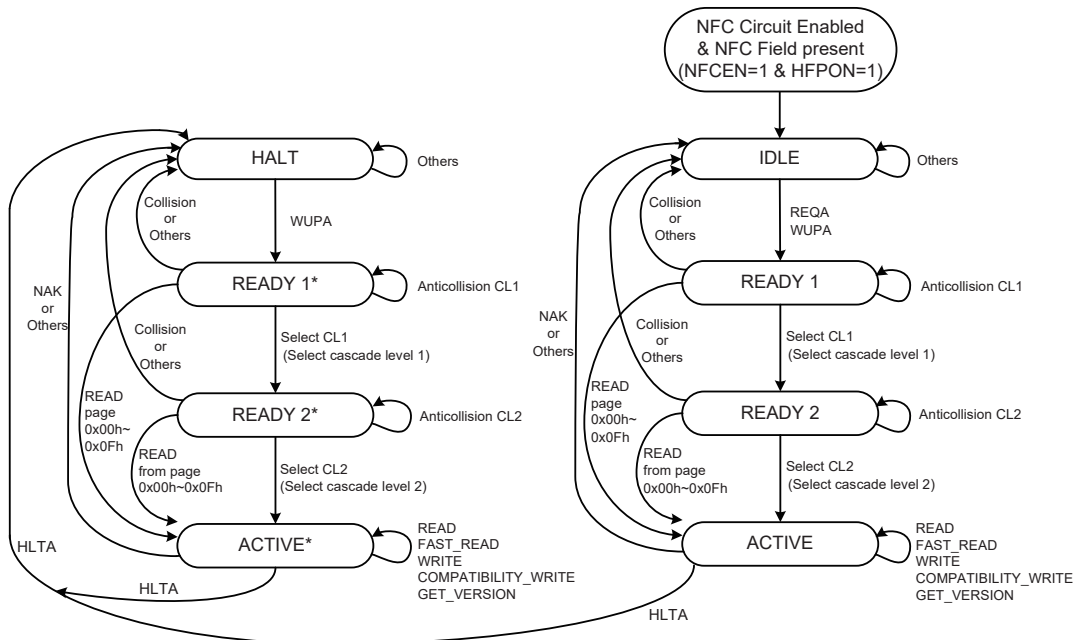 NFC Circuit Enabled
& NFC Field present
(NFCEN=1 & HFPON=1)
HALT
Others
WUPA
Collision
or
Others
READY 1*
Anticollision CL1
NAK
or
Others
Select CL1
(Select cascade level 1)
Collision
or
Others
READ
page
0x00h~
0x0Fh
READY 2*
Anticollision CL2
READ
from page
0x00h~0x0Fh
Select CL2
(Select cascade level 2)
ACTIVE*
READ
FAST_READ
WRITE
COMPATIBILITY_WRITE
GET_VERSION
HLTA
HLTA
IDLE
Others
REQA
WUPA
Collision
or
Others
READY 1
Anticollision CL1
NAK
or
Others
Select CL1
(Select cascade level 1)
Collision
or
Others
READ
page
0x00h~
0x0Fh
READY 2
Anticollision CL2
READ
from page
0x00h~0x0Fh
Select CL2
(Select cascade level 2)
ACTIVE
READ
FAST_READ
WRITE
COMPATIBILITY_WRITE
GET_VERSION
HLTA